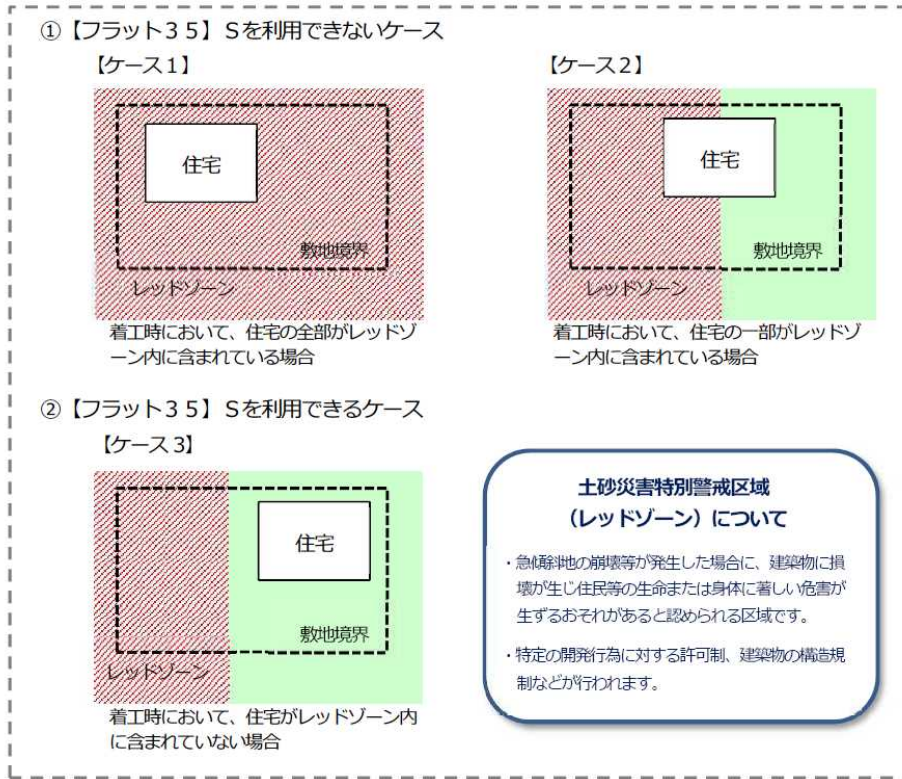 ①【フラット３５】Ｓを利用できないケース
【ケース１】
住宅
敷地境界
レッドゾーン
着工時において、住宅の全部がレッドゾ
ーン内に含まれている場合
【ケース２】
住宅
敷地境界
レッドゾーン
着工時において、住宅の一部がレッドゾ
ーン内に含まれている場合
②【フラット３５】Ｓを利用できるケース
【ケース３】
住宅
敷地境界
レッドゾーン
着工時において、住宅がレッドゾーン内
に含まれていない場合
土砂災害特別警戒区域
（レッドゾーン）について
・急傾斜地の崩壊等が発生した場合に、建築物に損
壊が生じ住民等の生命または身体に著しい危害が
生ずるおそれがあると認められる区域です。
・特定の開発行為に対する許可制、建築物の構造規
制などが行われます。